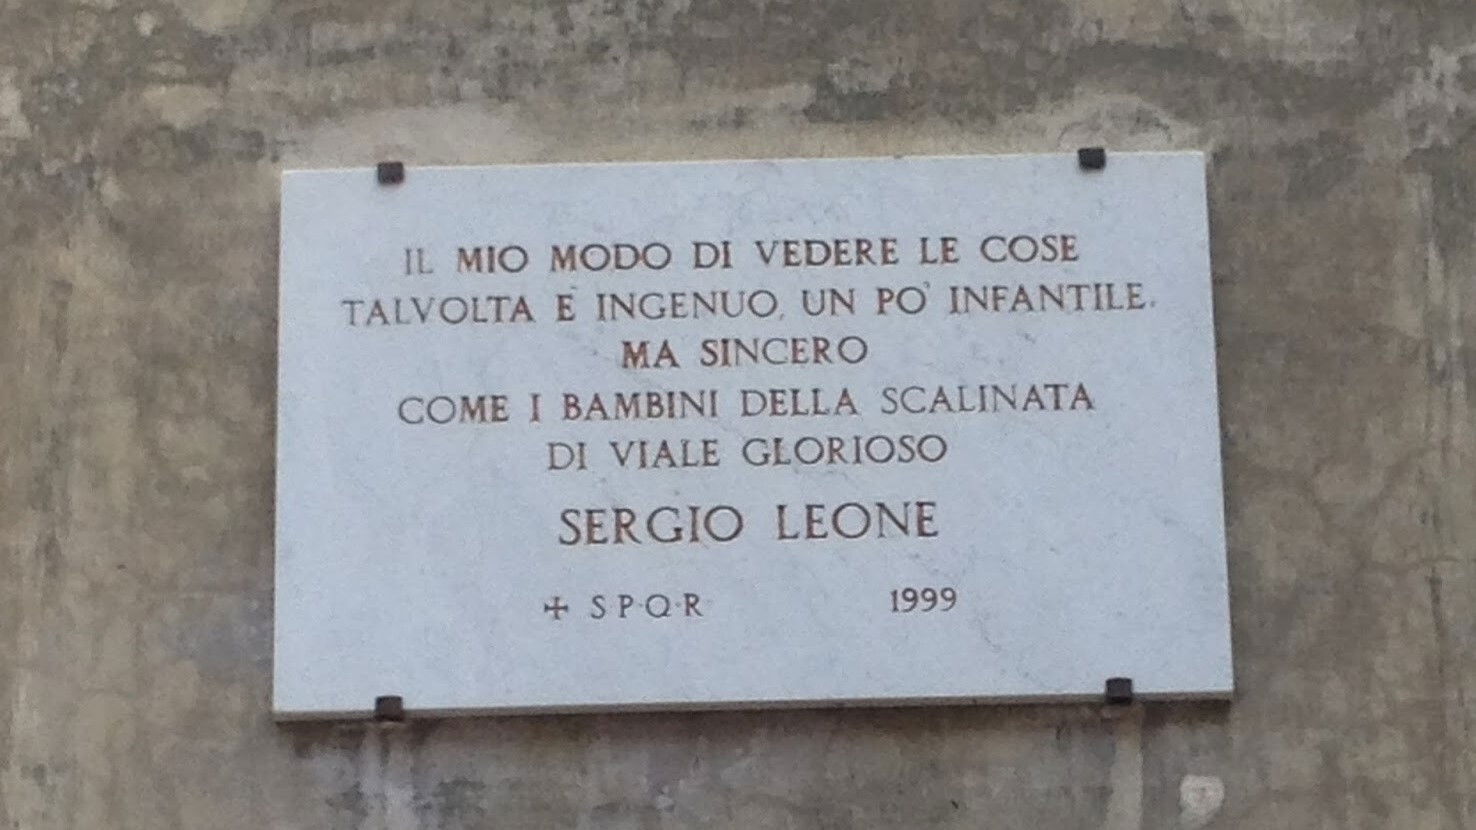 IL MIO MODO DI VEDERE LE COSE
TALVOLTA È INGENUO, UN PO' INFANTILE,
MA SINCERO
COME I BAMBINI DELLA SCALINATA
DI VIALE GLORIOSO
SERGIO LEONE
✠ S P·Q·R 1999